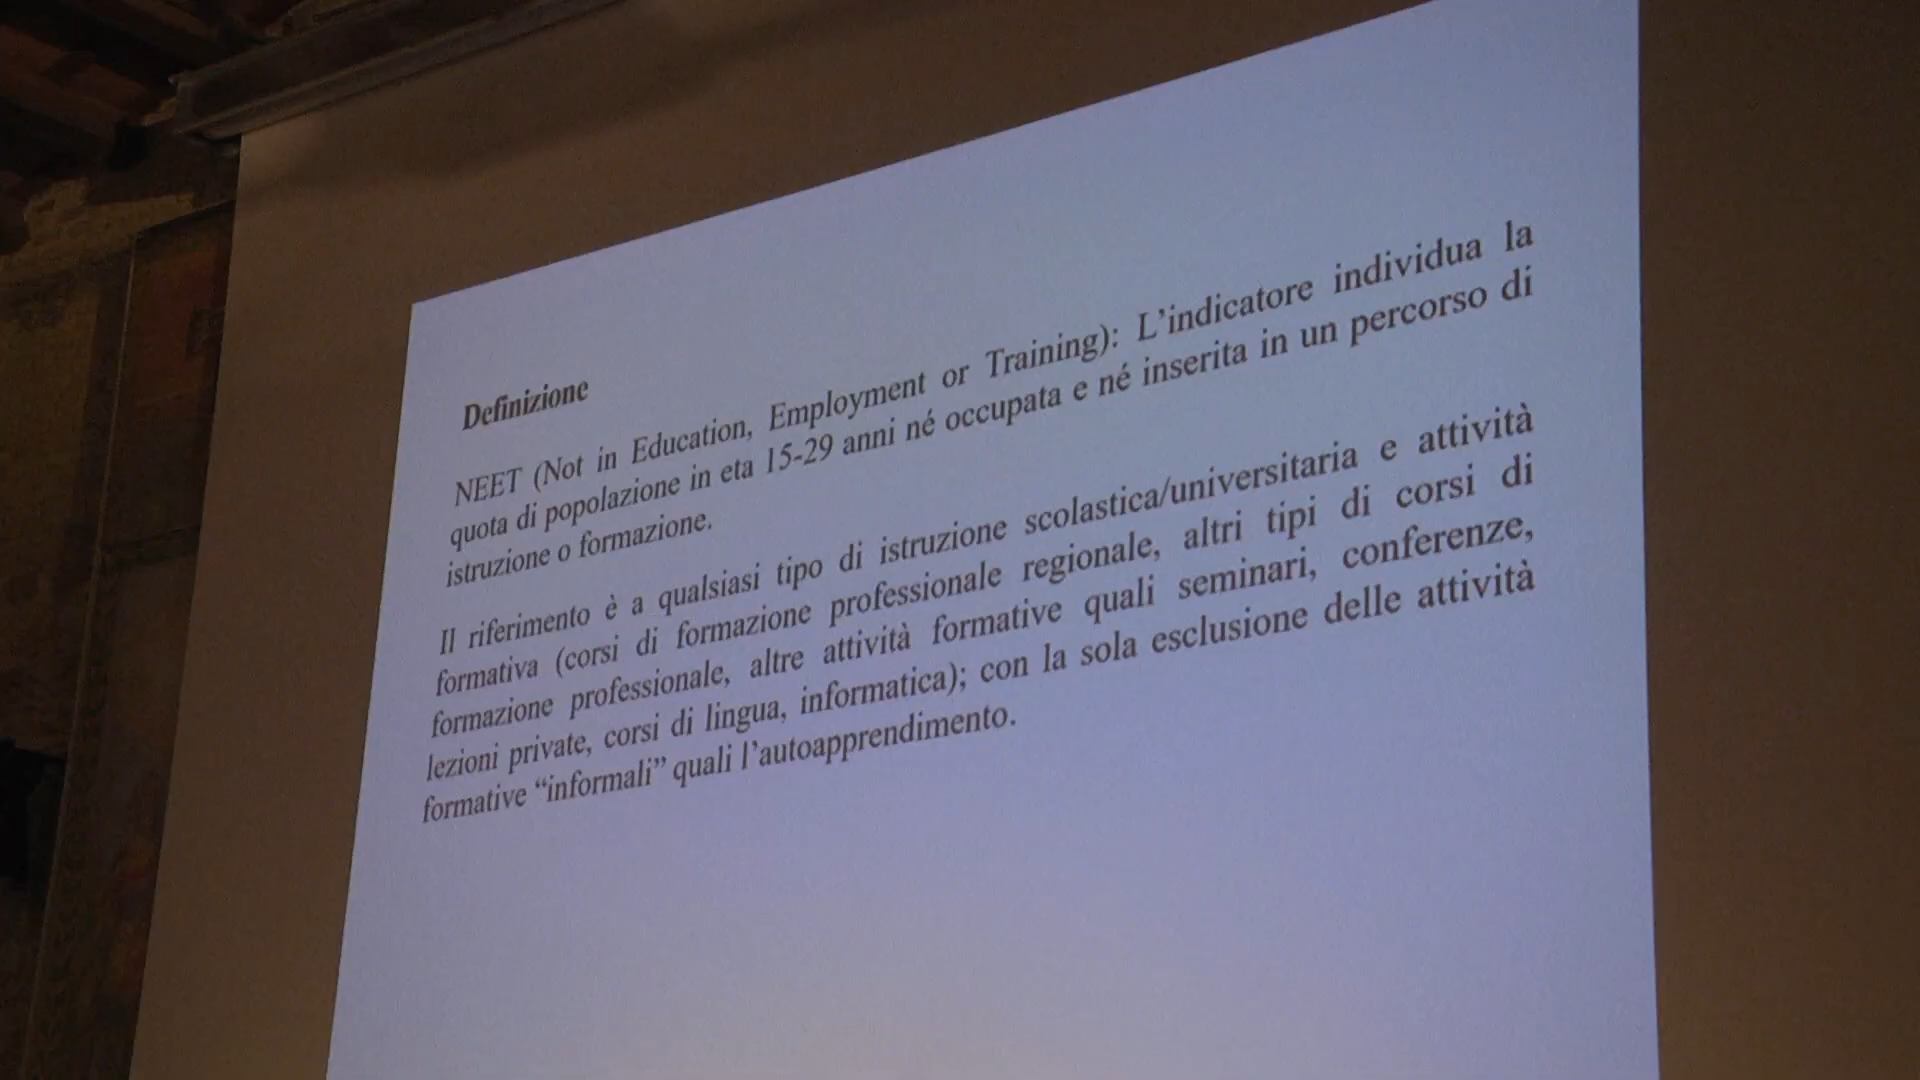 Definizione
NEET (Not in Education, Employment or Training): L’indicatore individua la
quota di popolazione in eta 15-29 anni né occupata e né inserita in un percorso di
istruzione o formazione.
Il riferimento è a qualsiasi tipo di istruzione scolastica/universitaria e attività
formativa (corsi di formazione professionale regionale, altri tipi di corsi di
formazione professionale, altre attività formative quali seminari, conferenze,
lezioni private, corsi di lingua, informatica); con la sola esclusione delle attività
formative “informali” quali l’autoapprendimento.